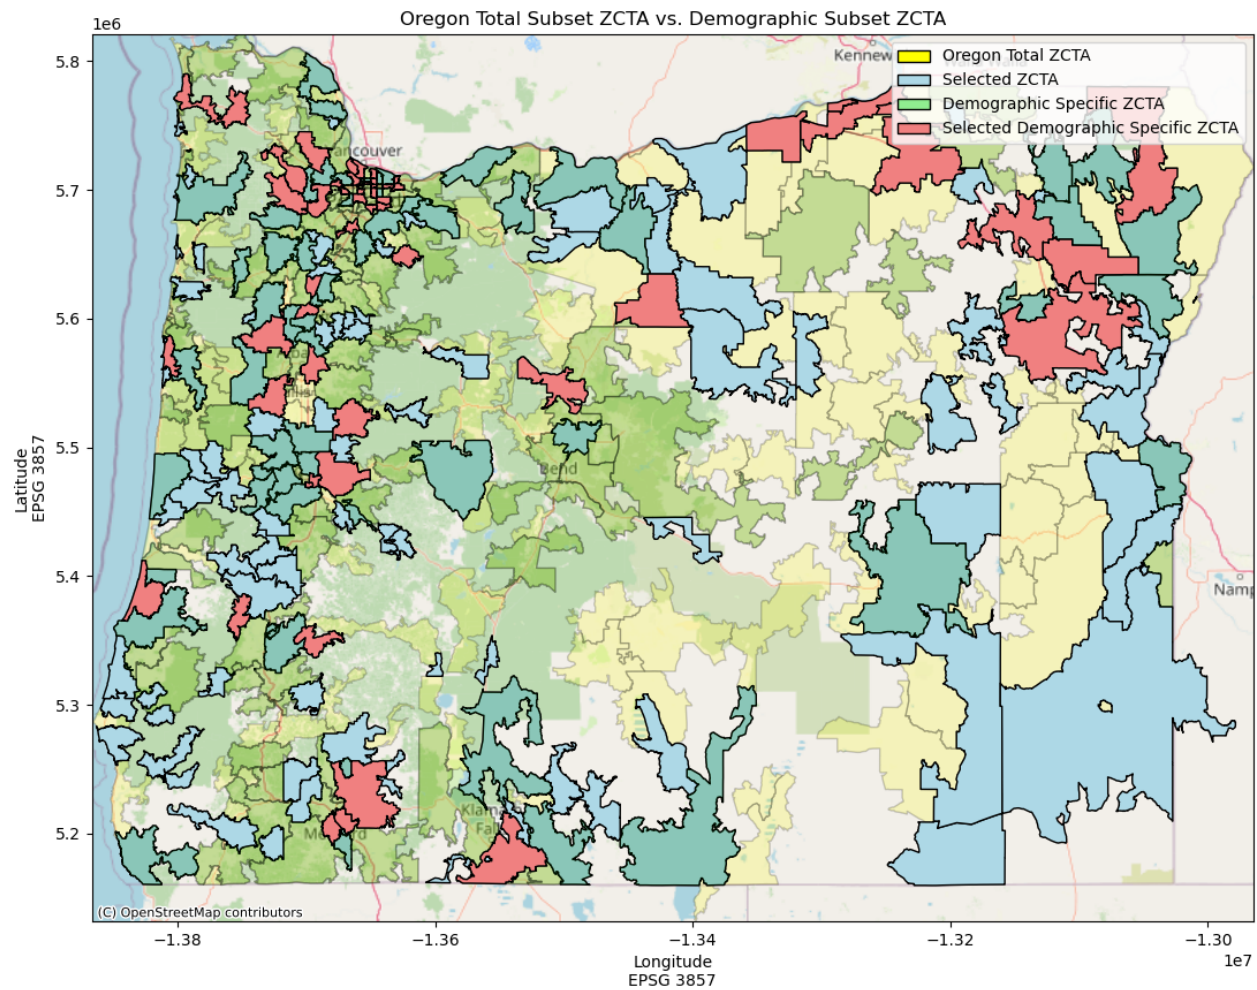 Oregon Total Subset ZCTA vs. Demographic Subset ZCTA
1e6
Kennew
Oregon Total ZCTA
Selected ZCTA
Demographic Specific ZCTA
Selected Demographic Specific ZCTA
5.8
5.7
5.6
5.5
5.4
5.3
5.2
Latitude
EPSG 3857
ancouver
Bend
Namp
(C) OpenStreetMap contributors
−1.38
−1.36
−1.34
−1.32
−1.30
1e7
Longitude
EPSG 3857